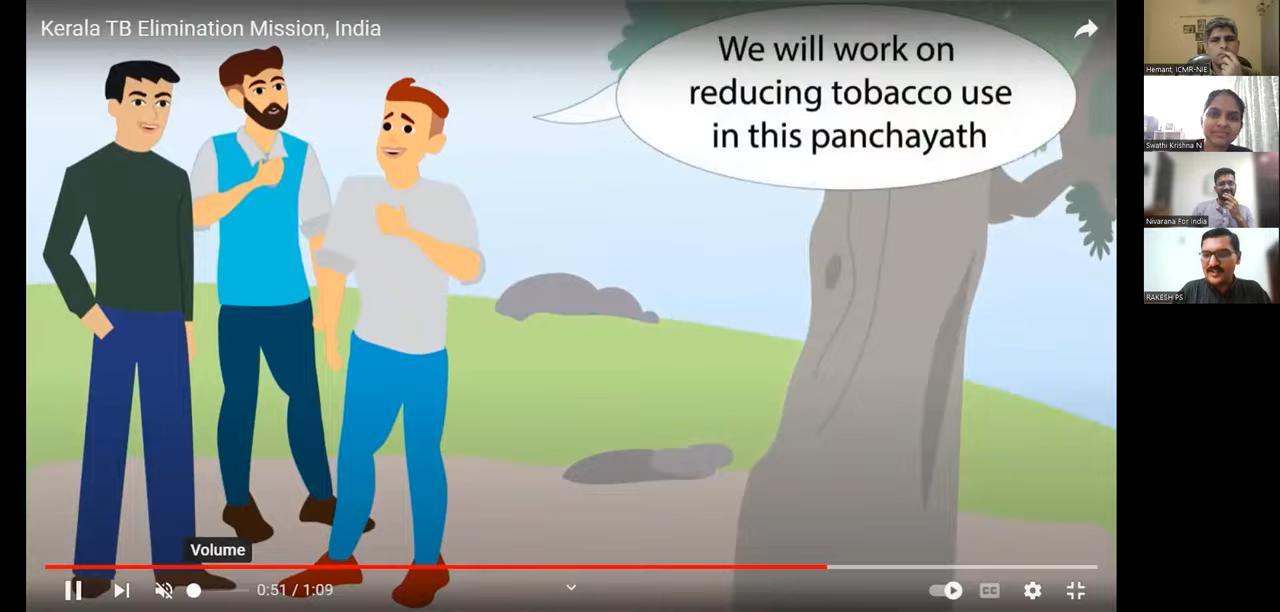 Kerala TB Elimination Mission, India
We will work on
reducing tobacco use
in this panchayath
Hemant, ICMR-NIE
Swathi Krishna N
Nivarana For India
RAKESH PS
Volume
0:51 / 1:09
CC